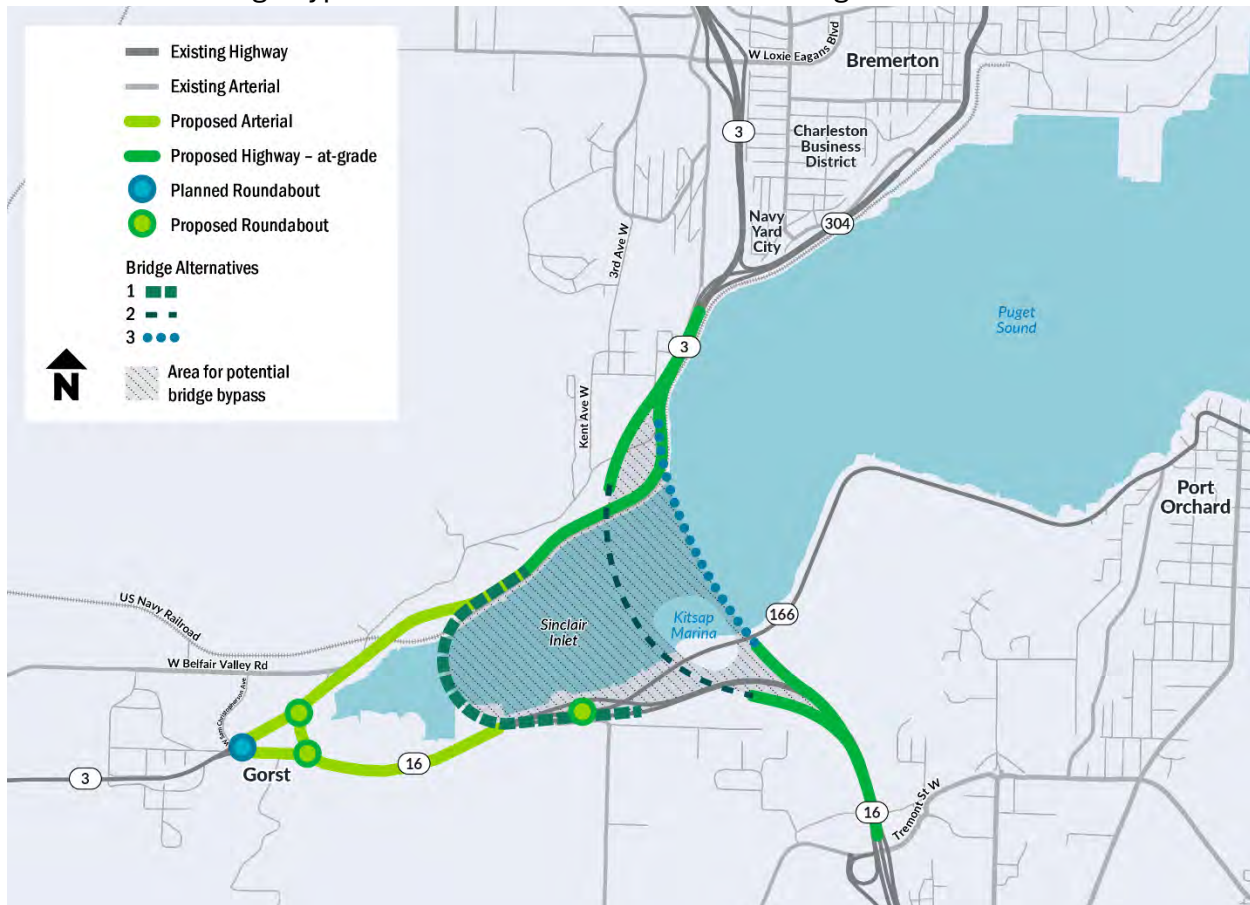 Existing Highway
Existing Arterial
Proposed Arterial
Proposed Highway – at-grade
Planned Roundabout
Proposed Roundabout
Bridge Alternatives
1
2
3
N
Area for potential
bridge bypass
W Loxie Eagans Blvd
Bremerton
3
Charleston
Business
District
Navy
Yard
City
304
3rd Ave W
Puget
Sound
3
Kent Ave W
Port
Orchard
US Navy Railroad
Kitsap
Marina
166
Sinclair
Inlet
W Belfair Valley Rd
W Sam Christopherson Ave
Gorst
3
16
16
Tremont St W